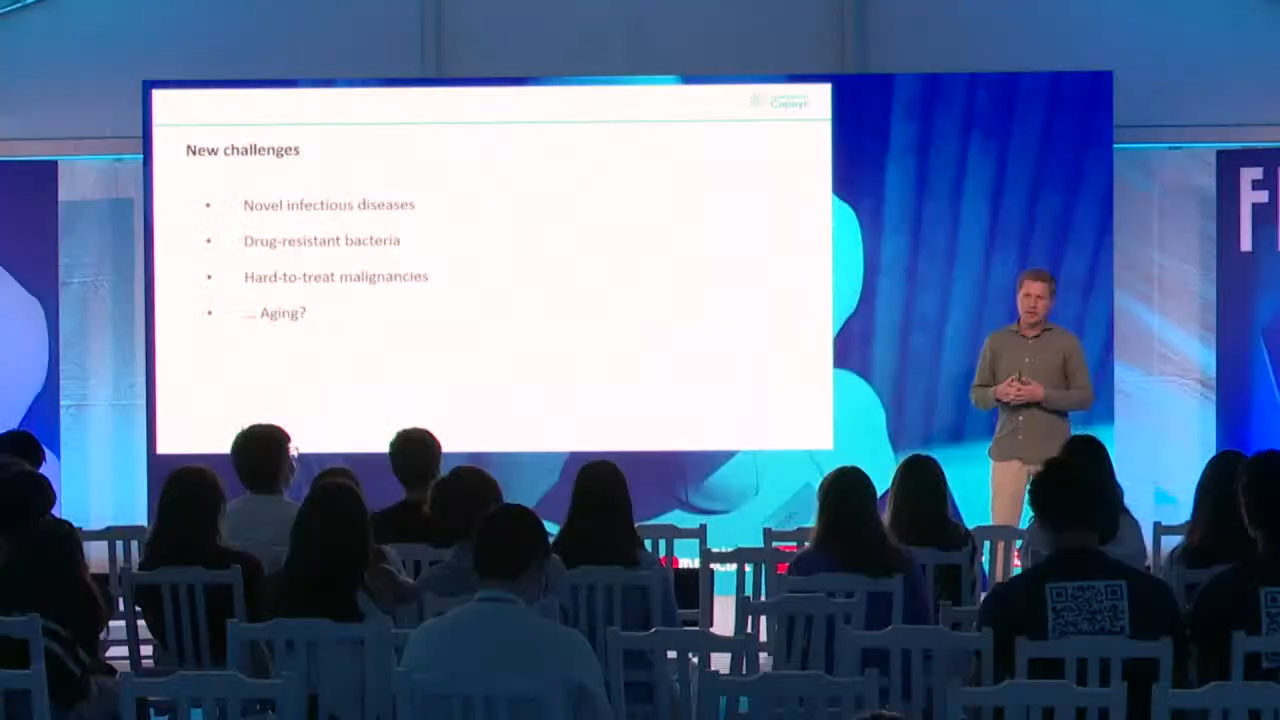 New challenges
• Novel infectious diseases
• Drug-resistant bacteria
• Hard-to-treat malignancies
• ... Aging?